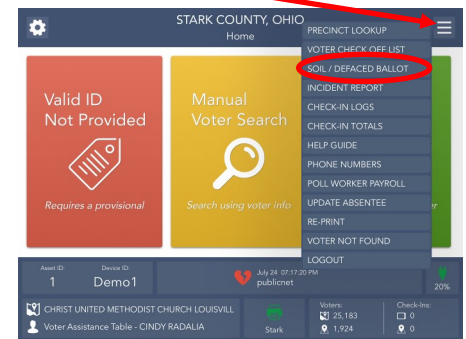 STARK COUNTY, OHIO
Home
PRECINCT LOOKUP
VOTER CHECK OFF LIST
SOIL / DEFACED BALLOT
INCIDENT REPORT
CHECK-IN LOGS
CHECK-IN TOTALS
HELP GUIDE
PHONE NUMBERS
POLL WORKER PAYROLL
UPDATE ABSENTEE
RE-PRINT
VOTER NOT FOUND
LOGOUT
Valid ID
Not Provided
Requires a provisional
Manual
Voter Search
Search using voter info
Asset ID:
1
Device ID:
Demo1
July 24 07:17:20 PM
publicnet
20%
CHRIST UNITED METHODIST CHURCH LOUISVILL
Voter Assistance Table - CINDY RADALIA
Stark
Voters:
25,183
1,924
Check-Ins:
0
0